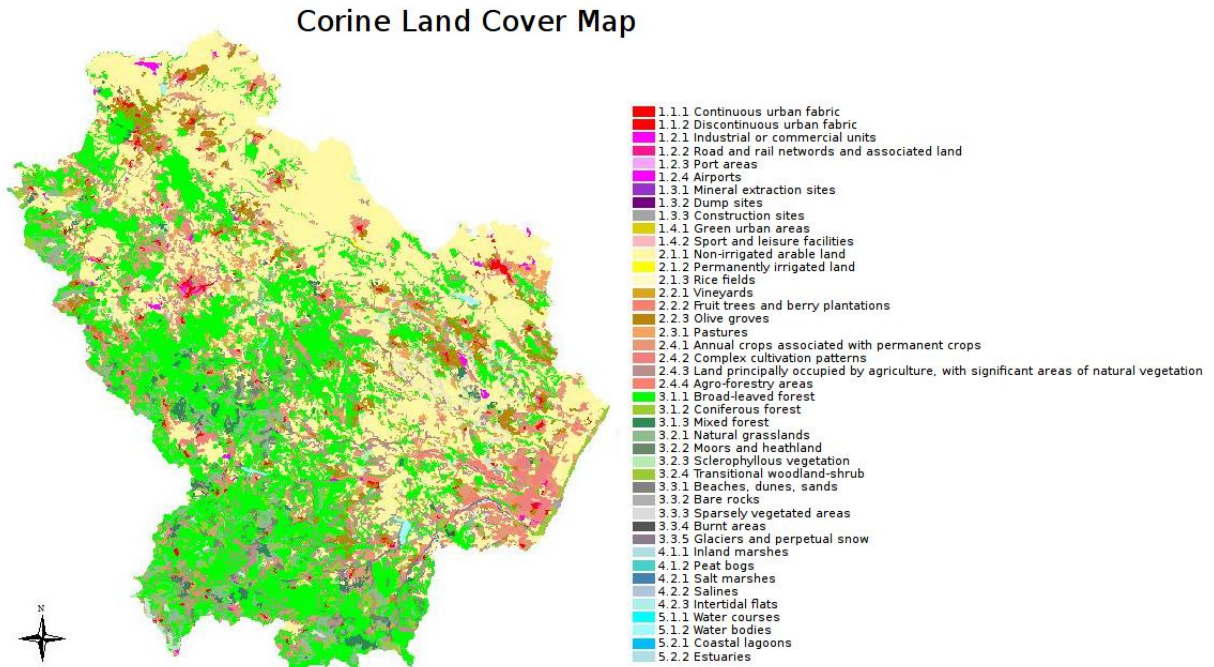 Corine Land Cover Map
1.1.1 Continuous urban fabric
1.1.2 Discontinuous urban fabric
1.2.1 Industrial or commercial units
1.2.2 Road and rail networds and associated land
1.2.3 Port areas
1.2.4 Airports
1.3.1 Mineral extraction sites
1.3.2 Dump sites
1.3.3 Construction sites
1.4.1 Green urban areas
1.4.2 Sport and leisure facilities
2.1.1 Non-irrigated arable land
2.1.2 Permanently irrigated land
2.1.3 Rice fields
2.2.1 Vineyards
2.2.2 Fruit trees and berry plantations
2.2.3 Olive groves
2.3.1 Pastures
2.4.1 Annual crops associated with permanent crops
2.4.2 Complex cultivation patterns
2.4.3 Land principally occupied by agriculture, with significant areas of natural vegetation
2.4.4 Agro-forestry areas
3.1.1 Broad-leaved forest
3.1.2 Coniferous forest
3.1.3 Mixed forest
3.2.1 Natural grasslands
3.2.2 Moors and heathland
3.2.3 Sclerophyllous vegetation
3.2.4 Transitional woodland-shrub
3.3.1 Beaches, dunes, sands
3.3.2 Bare rocks
3.3.3 Sparsely vegetated areas
3.3.4 Burnt areas
3.3.5 Glaciers and perpetual snow
4.1.1 Inland marshes
4.1.2 Peat bogs
4.2.1 Salt marshes
4.2.2 Salines
4.2.3 Intertidal flats
5.1.1 Water courses
5.1.2 Water bodies
5.2.1 Coastal lagoons
5.2.2 Estuaries
N